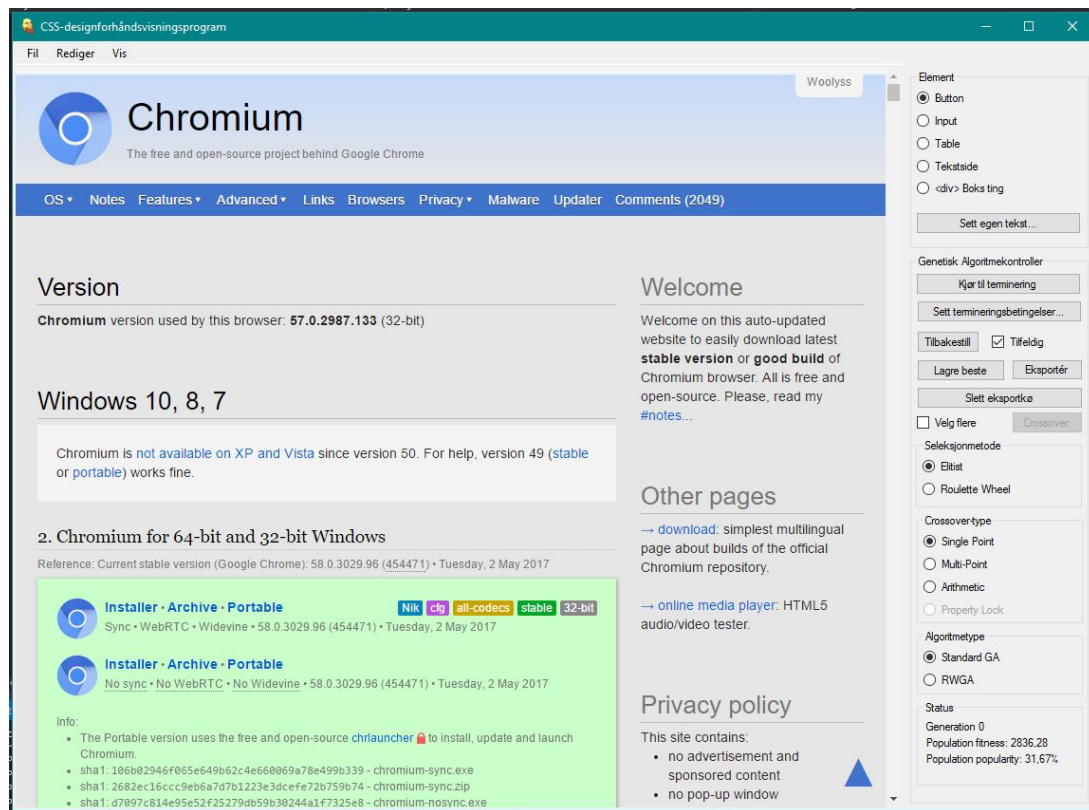 CSS-designforhåndsvisningsprogram
Fil Rediger Vis
Woolyss
Chromium
The free and open-source project behind Google Chrome
OS ▾ Notes Features ▾ Advanced ▾ Links Browsers Privacy ▾ Malware Updater Comments (2049)
Version
Chromium version used by this browser: 57.0.2987.133 (32-bit)
Windows 10, 8, 7
Chromium is not available on XP and Vista since version 50. For help, version 49 (stable
or portable) works fine.
2. Chromium for 64-bit and 32-bit Windows
Reference: Current stable version (Google Chrome): 58.0.3029.96 (454471) • Tuesday, 2 May 2017
Installer • Archive • Portable Nik cfg all-codecs stable 32-bit
Sync • WebRTC • Widevine • 58.0.3029.96 (454471) • Tuesday, 2 May 2017
Installer • Archive • Portable
No sync • No WebRTC • No Widevine • 58.0.3029.96 (454471) • Tuesday, 2 May 2017
Info:
• The Portable version uses the free and open-source chrlauncher to install, update and launch
Chromium.
• sha1: 106b02946f065e649b62c4e660069a78e499b339 - chromium-sync.exe
• sha1: 2682ec16ccc9eb6a7d7b1223e3dcefe72b759b74 - chromium-sync.zip
• sha1: d7097c814e95e52f25279db59b30244a1f7325e8 - chromium-nosync.exe
Welcome
Welcome on this auto-updated
website to easily download latest
stable version or good build of
Chromium browser. All is free and
open-source. Please, read my
#notes...
Other pages
→ download: simplest multilingual
page about builds of the official
Chromium repository.
→ online media player: HTML5
audio/video tester.
Privacy policy
This site contains:
• no advertisement and
sponsored content
• no pop-up window
Element
Button
Input
Table
Tekstside
<div> Boks ting
Sett egen tekst...
Genetisk Algoritmekontroller
Kjør til terminering
Sett termineringsbetingelser...
Tilbakestill Tilfeldig
Lagre beste Eksportér
Slett eksportkø
Velg flere Crossover
Seleksjonmetode
Elitist
Roulette Wheel
Crossover-type
Single Point
Multi-Point
Arithmetic
Property Lock
Algoritmetype
Standard GA
RWGA
Status
Generation 0
Population fitness: 2836,28
Population popularity: 31,67%